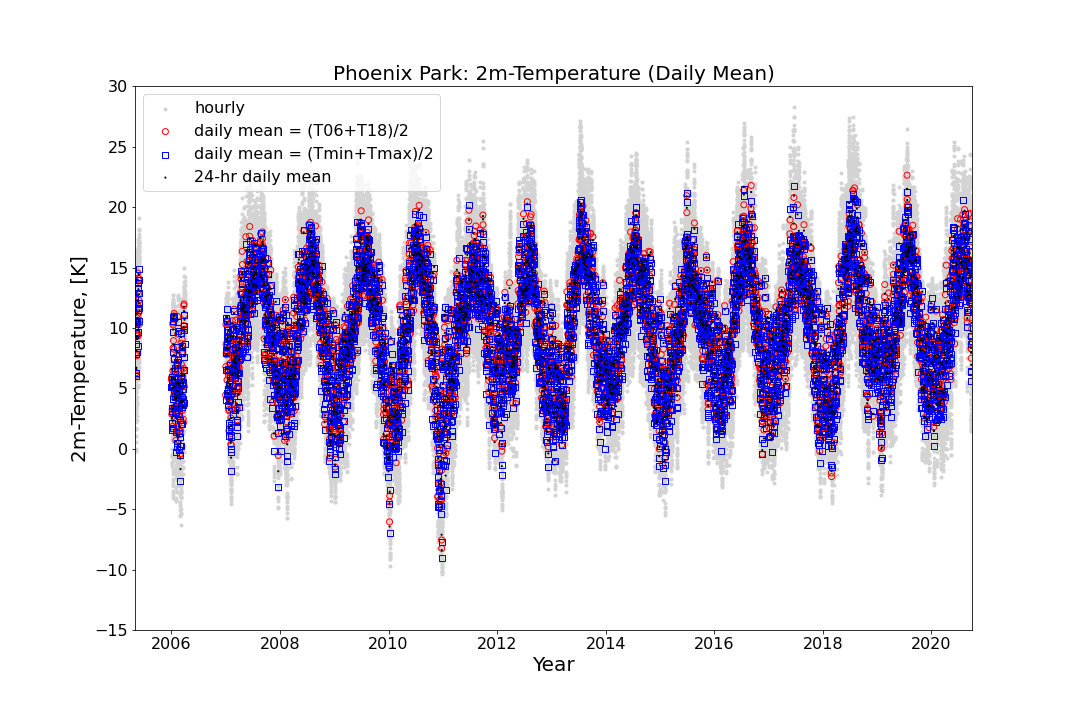 Phoenix Park: 2m-Temperature (Daily Mean)
30
25
20
15
10
5
0
−5
−10
−15
2m-Temperature, [K]
hourly
daily mean = (T06+T18)/2
daily mean = (Tmin+Tmax)/2
24-hr daily mean
2006 2008 2010 2012 2014 2016 2018 2020
Year